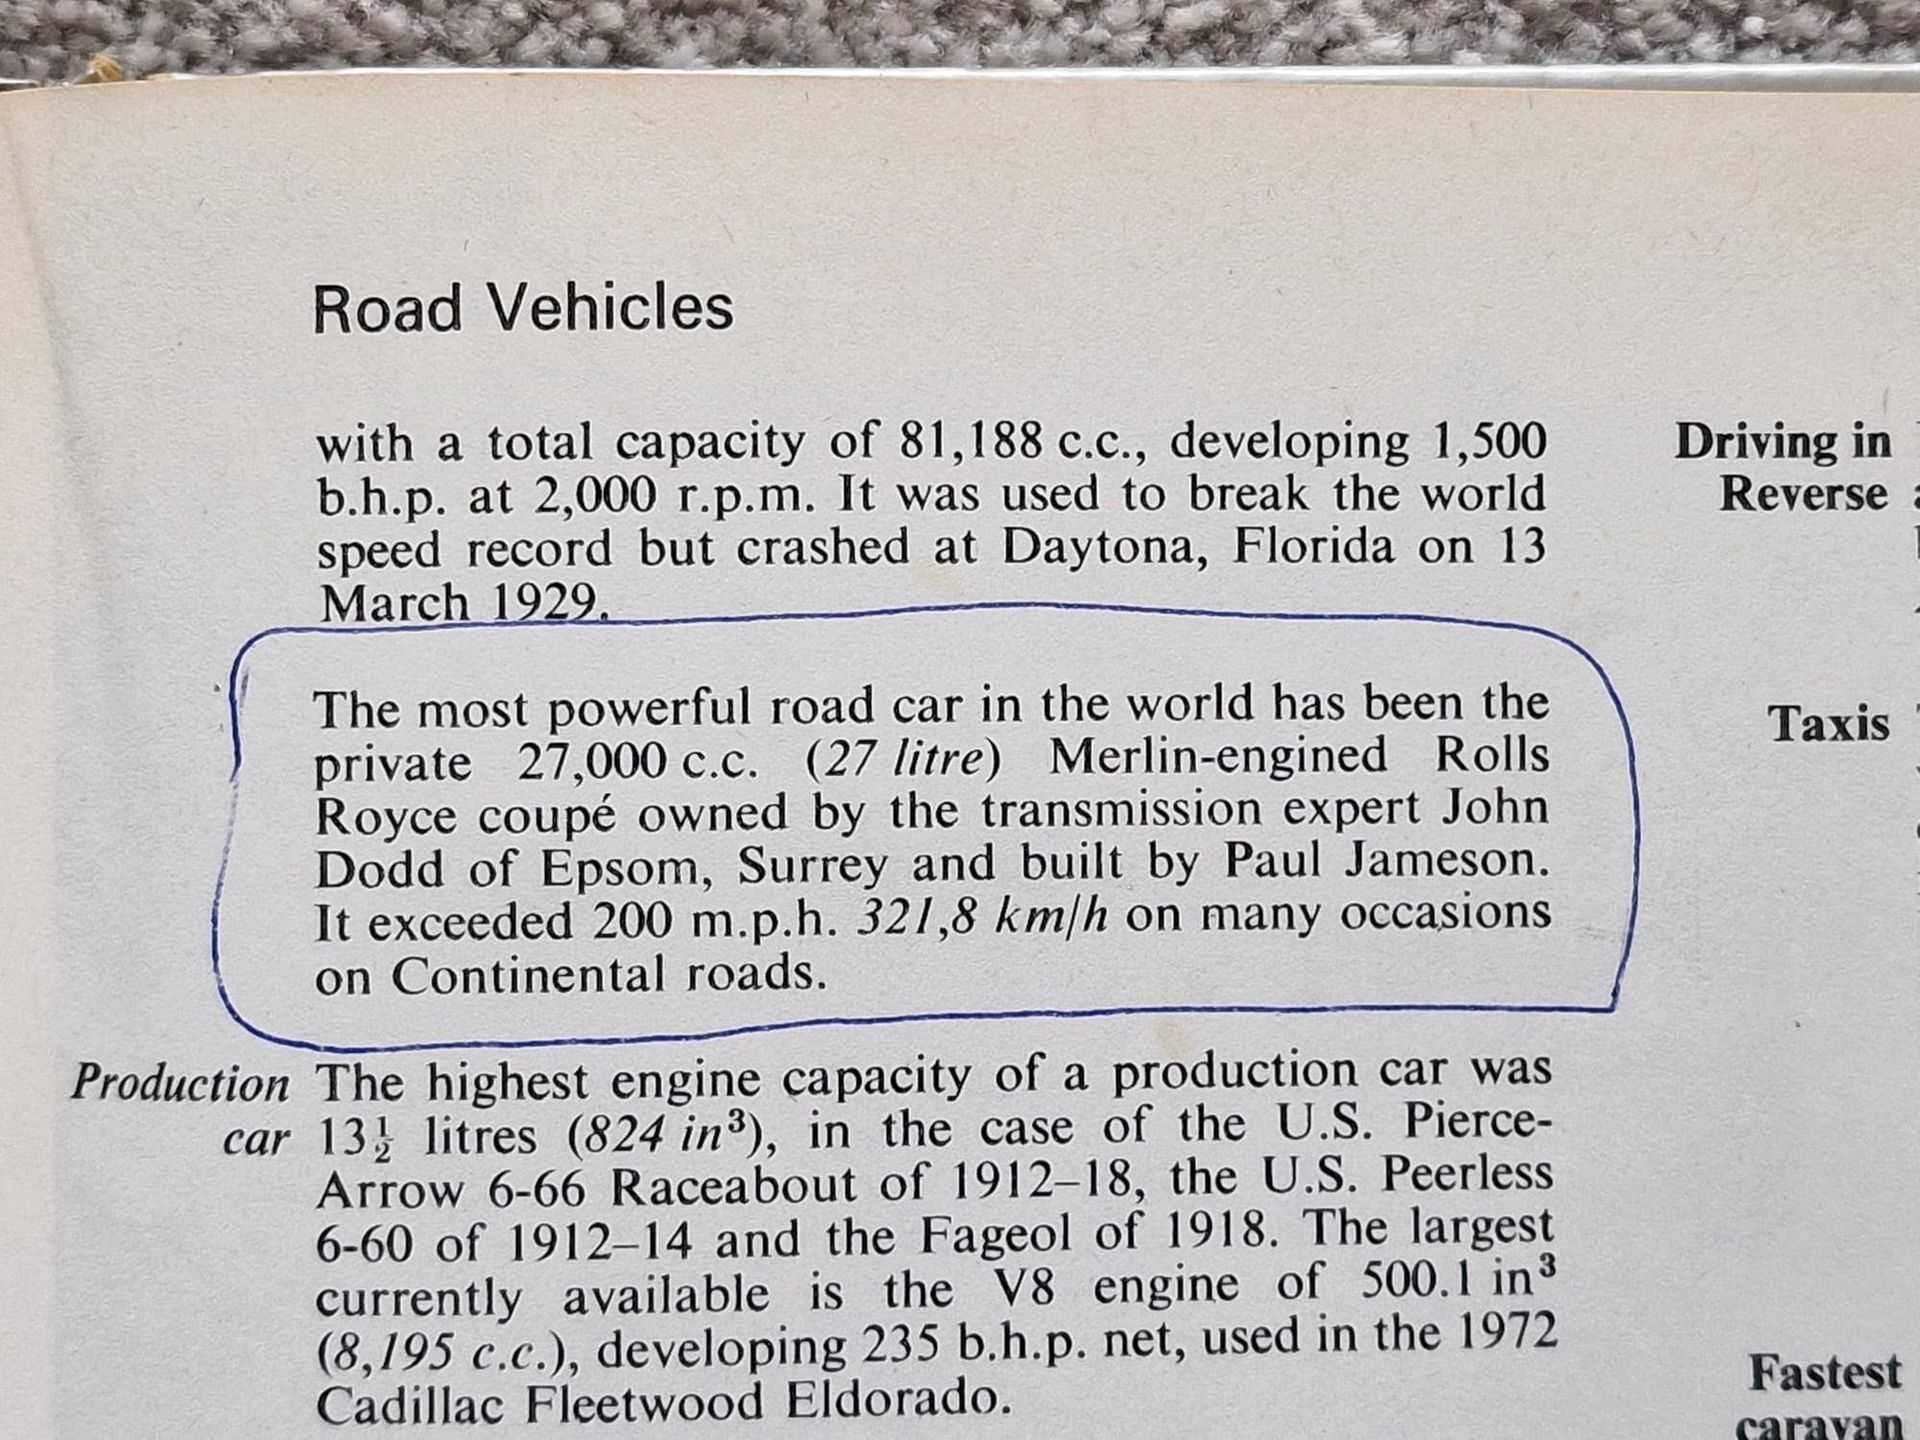 Road Vehicles
with a total capacity of 81,188 c.c., developing 1,500
b.h.p. at 2,000 r.p.m. It was used to break the world
speed record but crashed at Daytona, Florida on 13
March 1929.
The most powerful road car in the world has been the
private 27,000 c.c. (27 litre) Merlin-engined Rolls
Royce coupé owned by the transmission expert John
Dodd of Epsom, Surrey and built by Paul Jameson.
It exceeded 200 m.p.h. 321,8 km/h on many occasions
on Continental roads.
Production
car
The highest engine capacity of a production car was
13½ litres (824 in³), in the case of the U.S. Pierce-
Arrow 6-66 Raceabout of 1912–18, the U.S. Peerless
6-60 of 1912–14 and the Fageol of 1918. The largest
currently available is the V8 engine of 500.1 in³
(8,195 c.c.), developing 235 b.h.p. net, used in the 1972
Cadillac Fleetwood Eldorado.
Driving in
Reverse
Taxis
Fastest
caravan